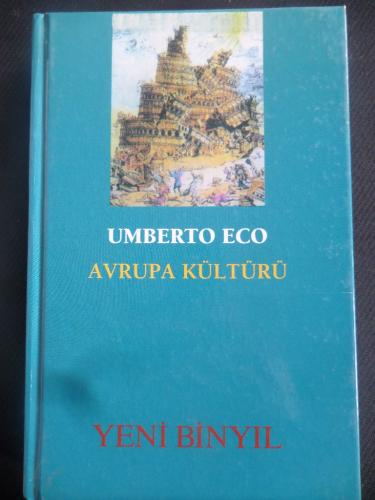 UMBERTO ECO
AVRUPA KÜLTÜRÜ
YENİ BİNYIL